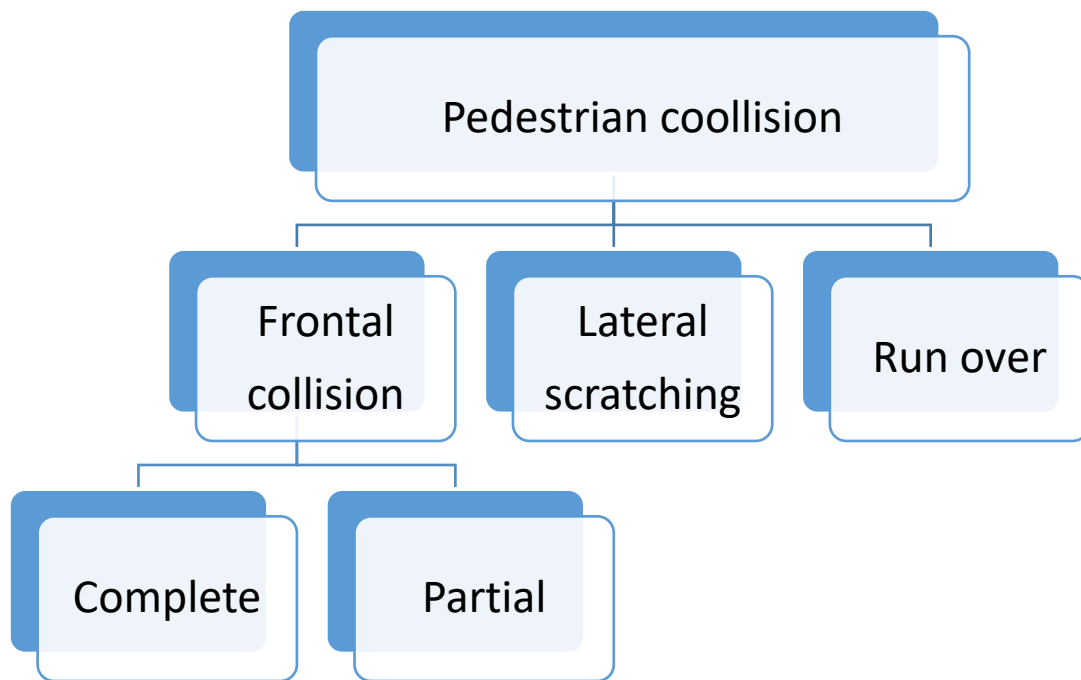 Pedestrian coollision
Frontal
collision
Lateral
scratching
Run over
Complete
Partial